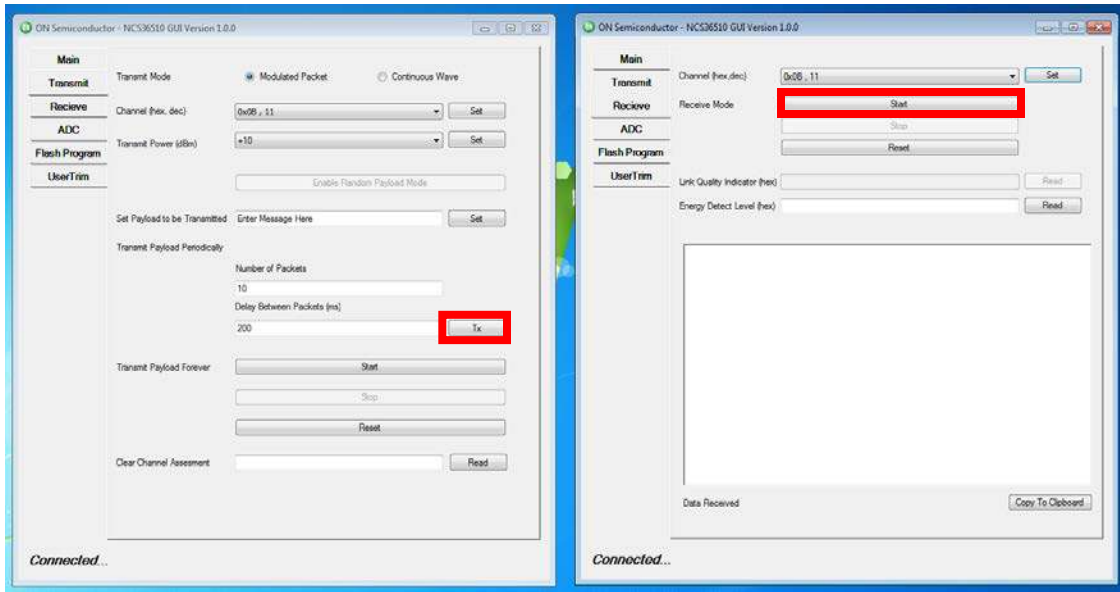 ON Semiconductor - NCS36510 GUI Version 1.0.0
Main
Transmit
Recieve
ADC
Flash Program
UserTrim
Transmit Mode
Modulated Packet
Continuous Wave
Channel (hex, dec)
0x0B , 11
Set
Transmit Power (dBm)
+10
Set
Enable Random Payload Mode
Set Payload to be Transmitted
Enter Message Here
Set
Transmit Payload Periodically
Number of Packets
10
Delay Between Packets (ms)
200
Tx
Transmit Payload Forever
Start
Stop
Reset
Clear Channel Assesment
Read
Connected...
ON Semiconductor - NCS36510 GUI Version 1.0.0
Main
Transmit
Recieve
ADC
Flash Program
UserTrim
Channel (hex,dec)
0x0B , 11
Set
Receive Mode
Start
Stop
Reset
Link Quality Indicator (hex)
Read
Energy Detect Level (hex)
Read
Data Received
Copy To Clipboard
Connected...